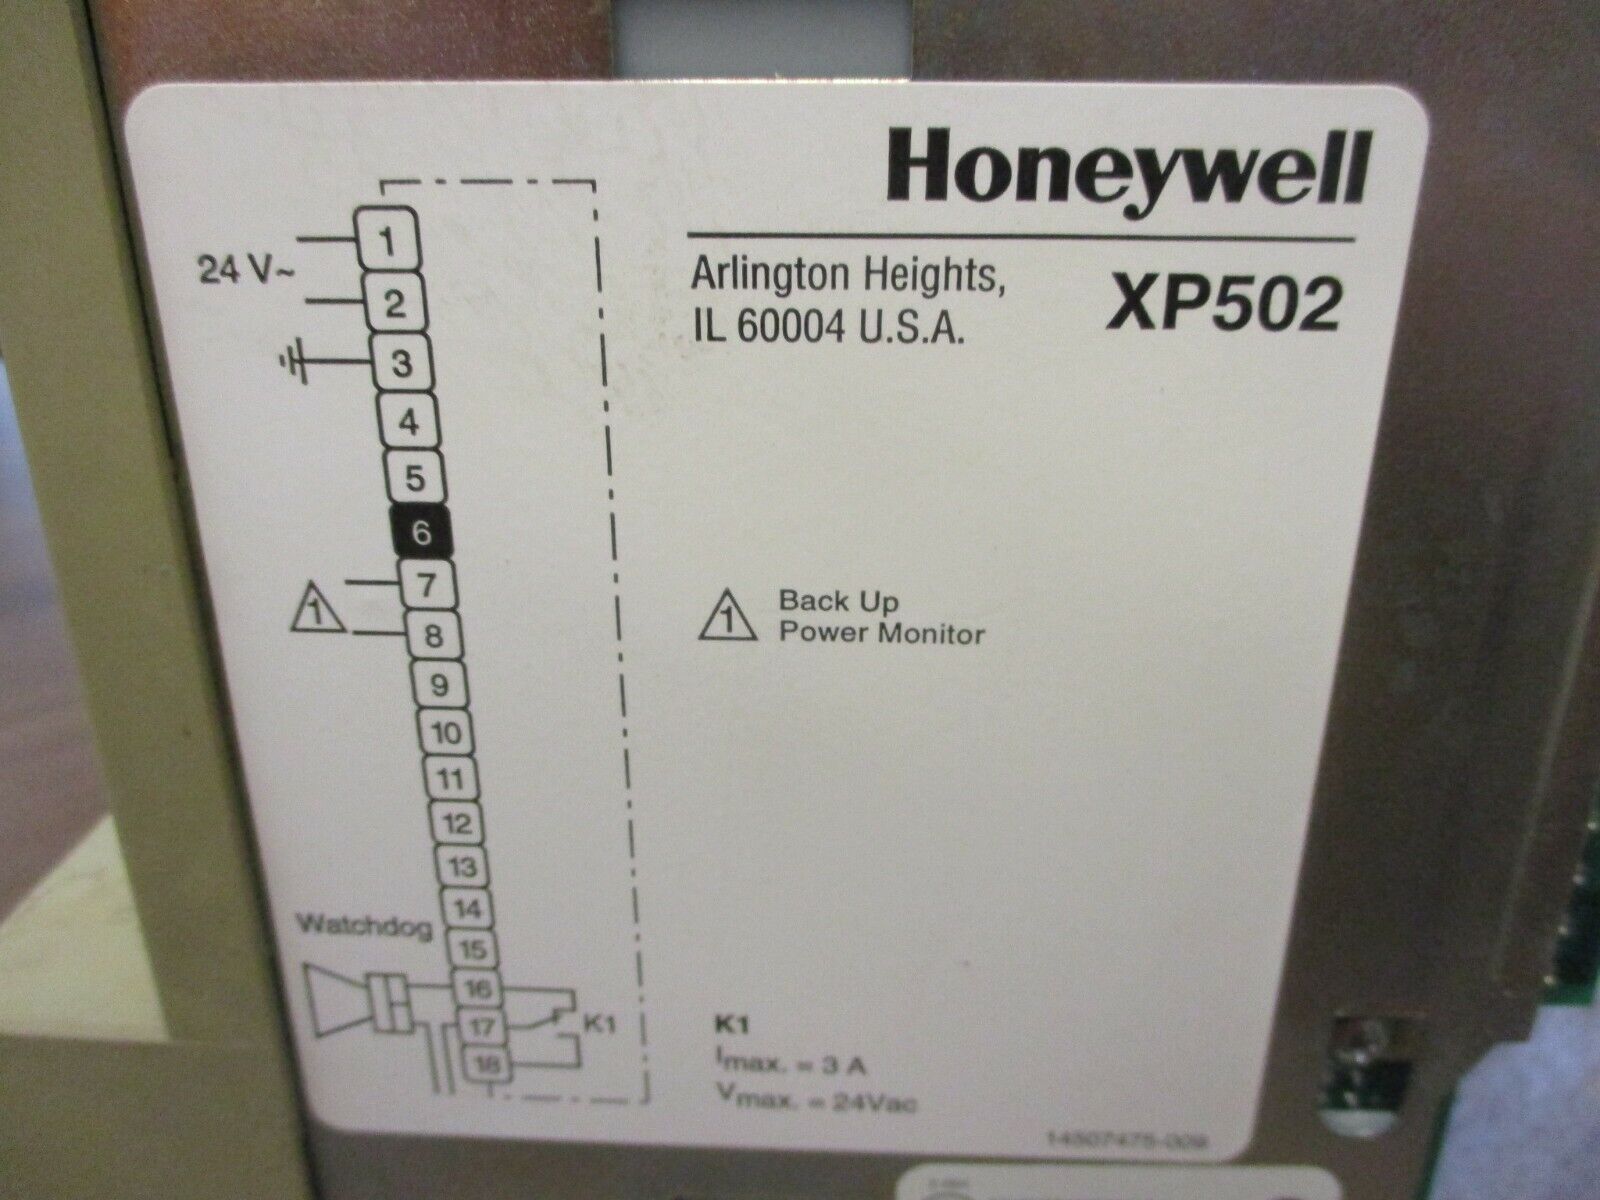 Honeywell
Arlington Heights,
IL 60004 U.S.A.
XP502
24 V~
1
2
3
4
5
6
7
8
1
1 Back Up
Power Monitor
9
10
11
12
13
14
Watchdog
15
16
17
18
K1
K1
Imax. = 3 A
Vmax. = 24Vac